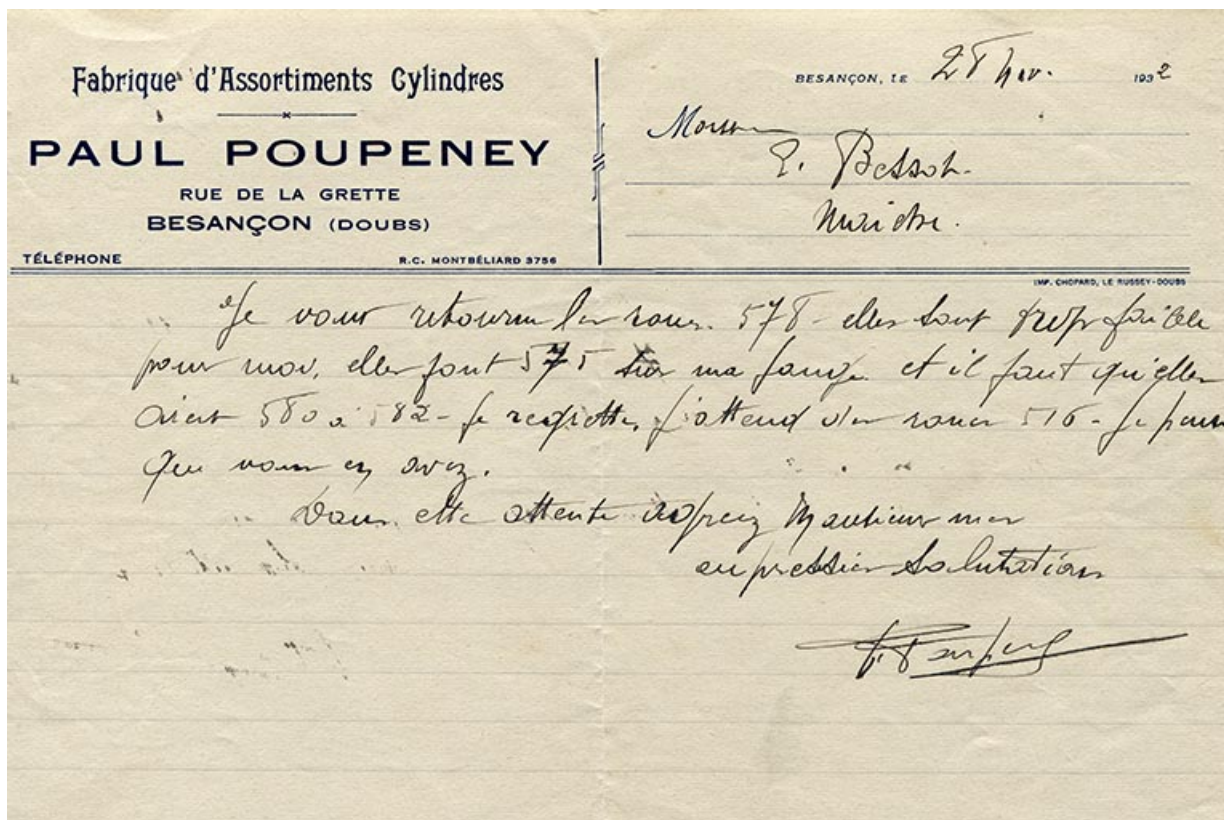 Fabrique d'Assortiments Cylindres
PAUL POUPENEY
RUE DE LA GRETTE
BESANÇON (DOUBS)
TÉLÉPHONE
R.C. MONTBÉLIARD 3756
BESANÇON, LE 28 Nov. 1932
Monsieur
E. Besson.
Maiche.
IMP. CHOPARD, LE RUSSEY-DOUBS
Je vous retourne les roues. 578 - elles sont trop faibles
pour moi, elles font 575 sur ma jauge et il faut qu'elles
aient 580 à 582 - je regrette, j'attend des roues 516 - je pense
que vous en avez.
Dans cette attente Monsieur mes
salutations
P. Poupeney